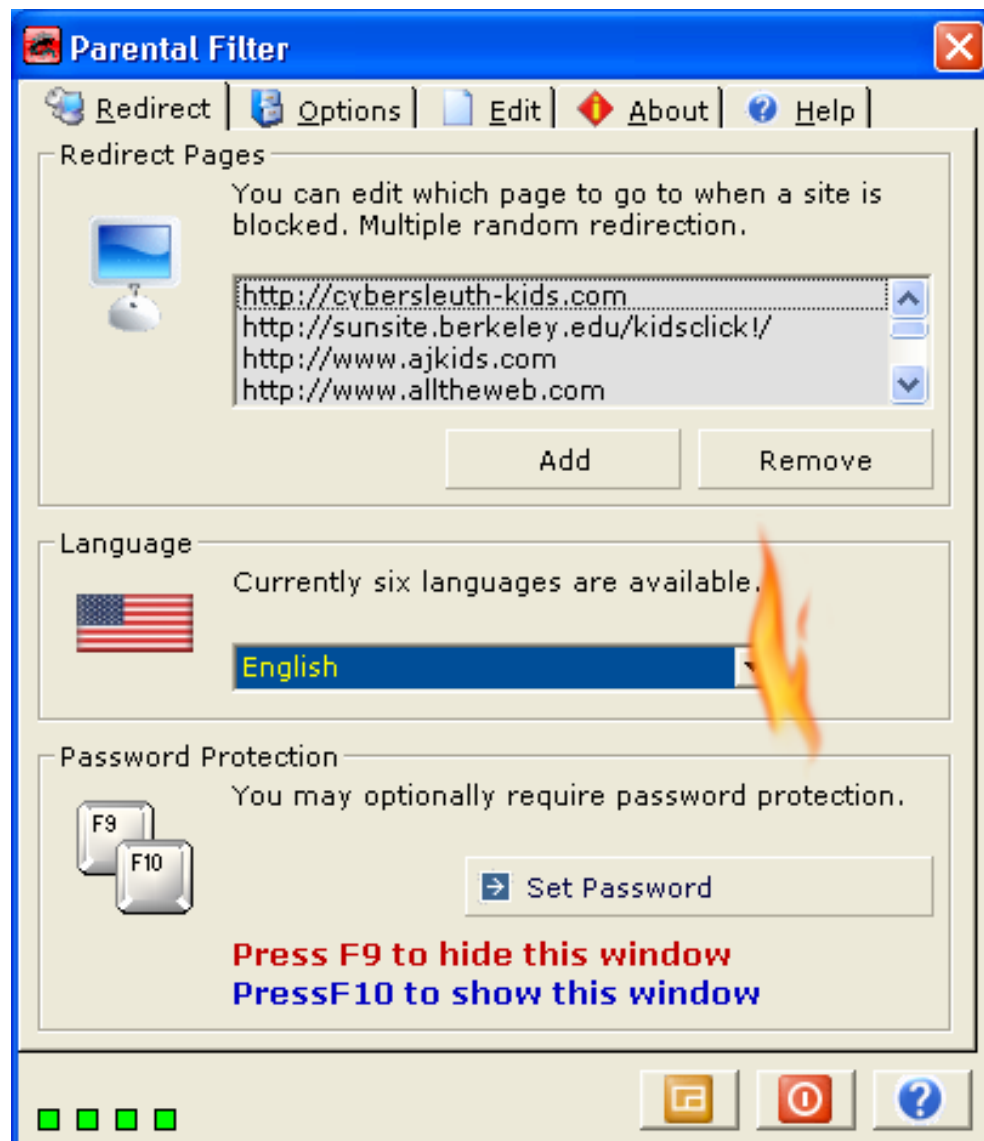 Parental Filter
Redirect Options Edit About Help
Redirect Pages
You can edit which page to go to when a site is
blocked. Multiple random redirection.
http://cybersleuth-kids.com
http://sunsite.berkeley.edu/kidsclick!/
http://www.ajkids.com
http://www.alltheweb.com
Add Remove
Language
Currently six languages are available.
English
Password Protection
You may optionally require password protection.
F9
F10
Set Password
Press F9 to hide this window
PressF10 to show this window